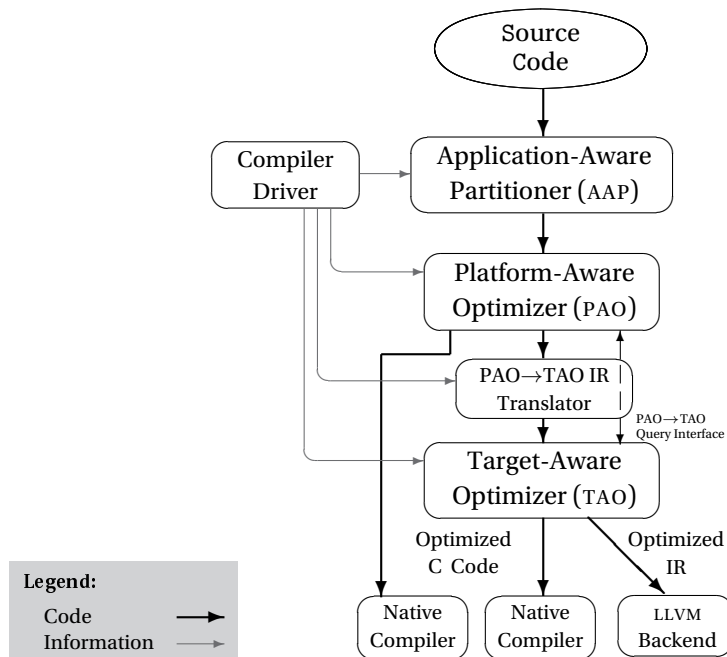 Source
Code
Compiler
Driver
Application-Aware
Partitioner (AAP)
Platform-Aware
Optimizer (PAO)
PAO→TAO IR
Translator
PAO→TAO
Query Interface
Target-Aware
Optimizer (TAO)
Optimized
C Code
Optimized
IR
Native
Compiler
Native
Compiler
LLVM
Backend
Legend:
Code
Information